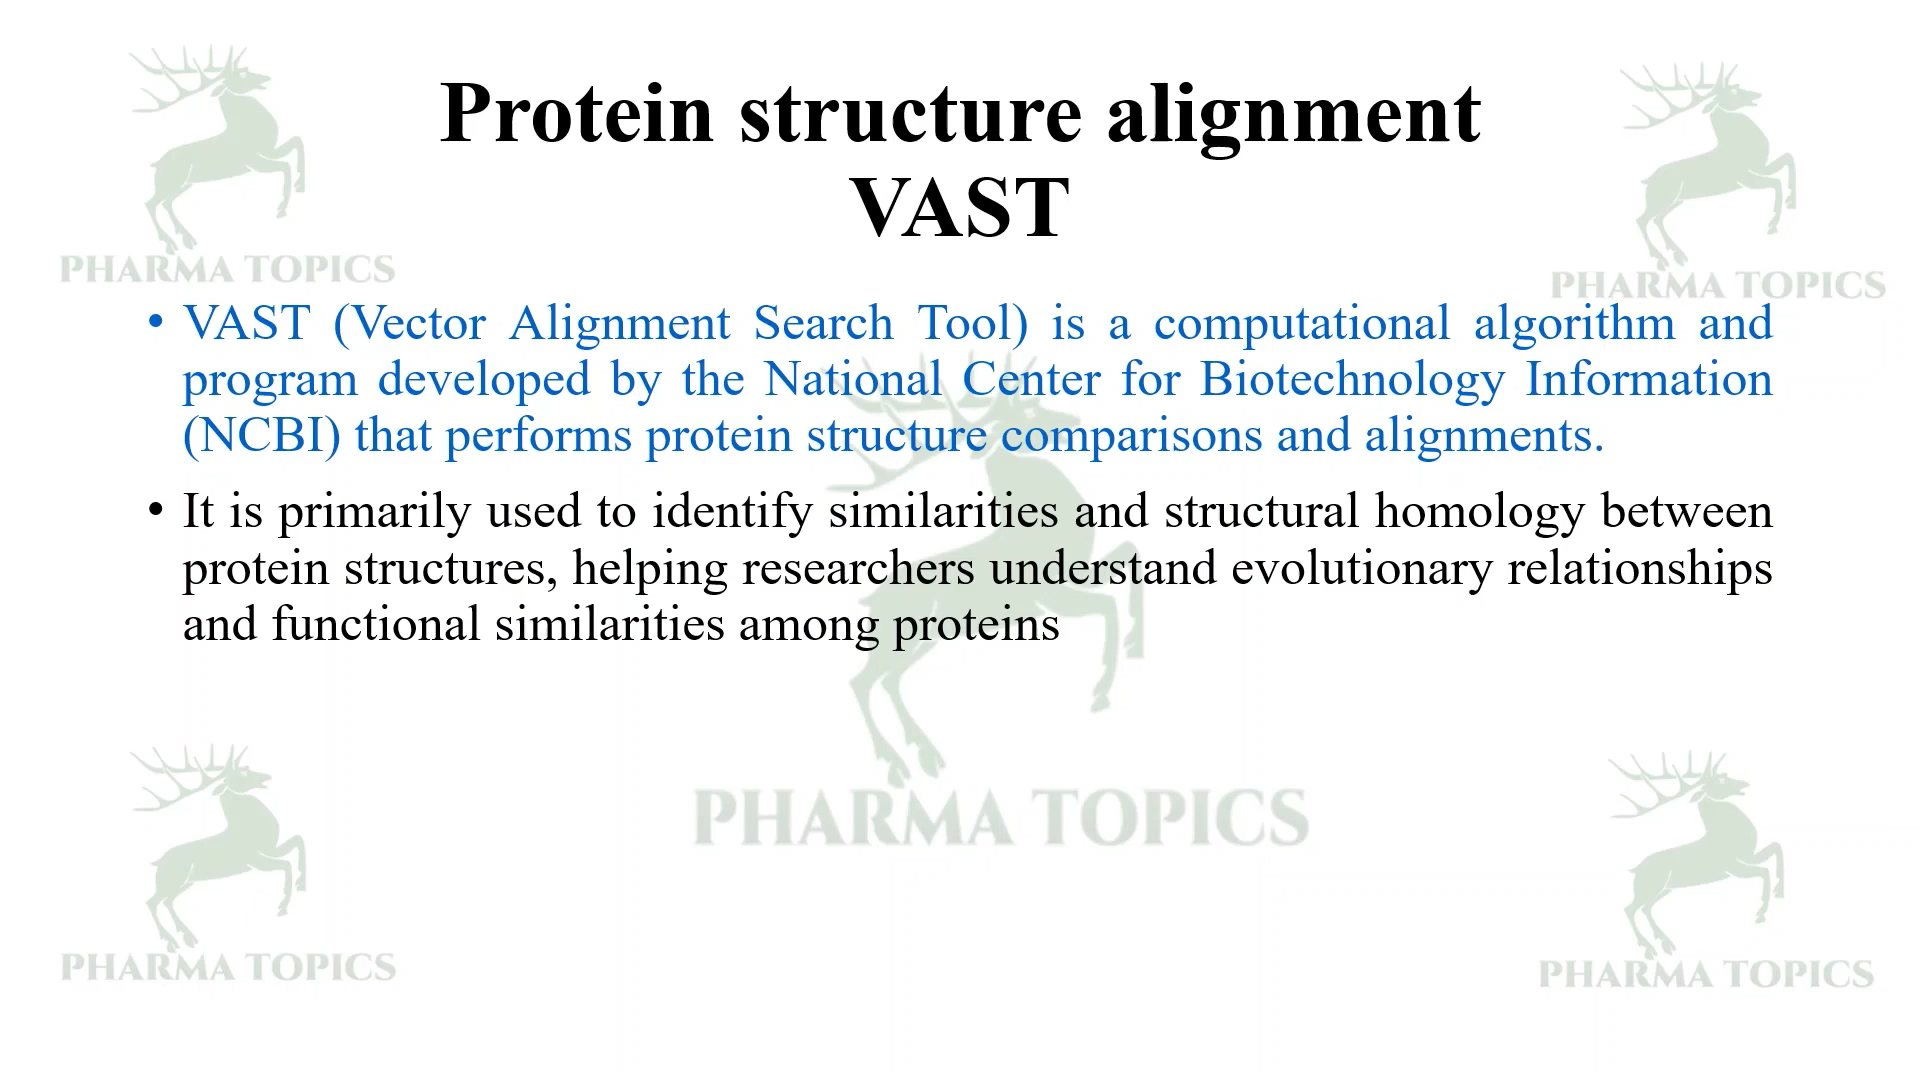 Protein structure alignment
VAST
PHARMA TOPICS
PHARMA TOPICS
• VAST (Vector Alignment Search Tool) is a computational algorithm and
program developed by the National Center for Biotechnology Information
(NCBI) that performs protein structure comparisons and alignments.
• It is primarily used to identify similarities and structural homology between
protein structures, helping researchers understand evolutionary relationships
and functional similarities among proteins
PHARMA TOPICS
PHARMA TOPICS
PHARMA TOPICS